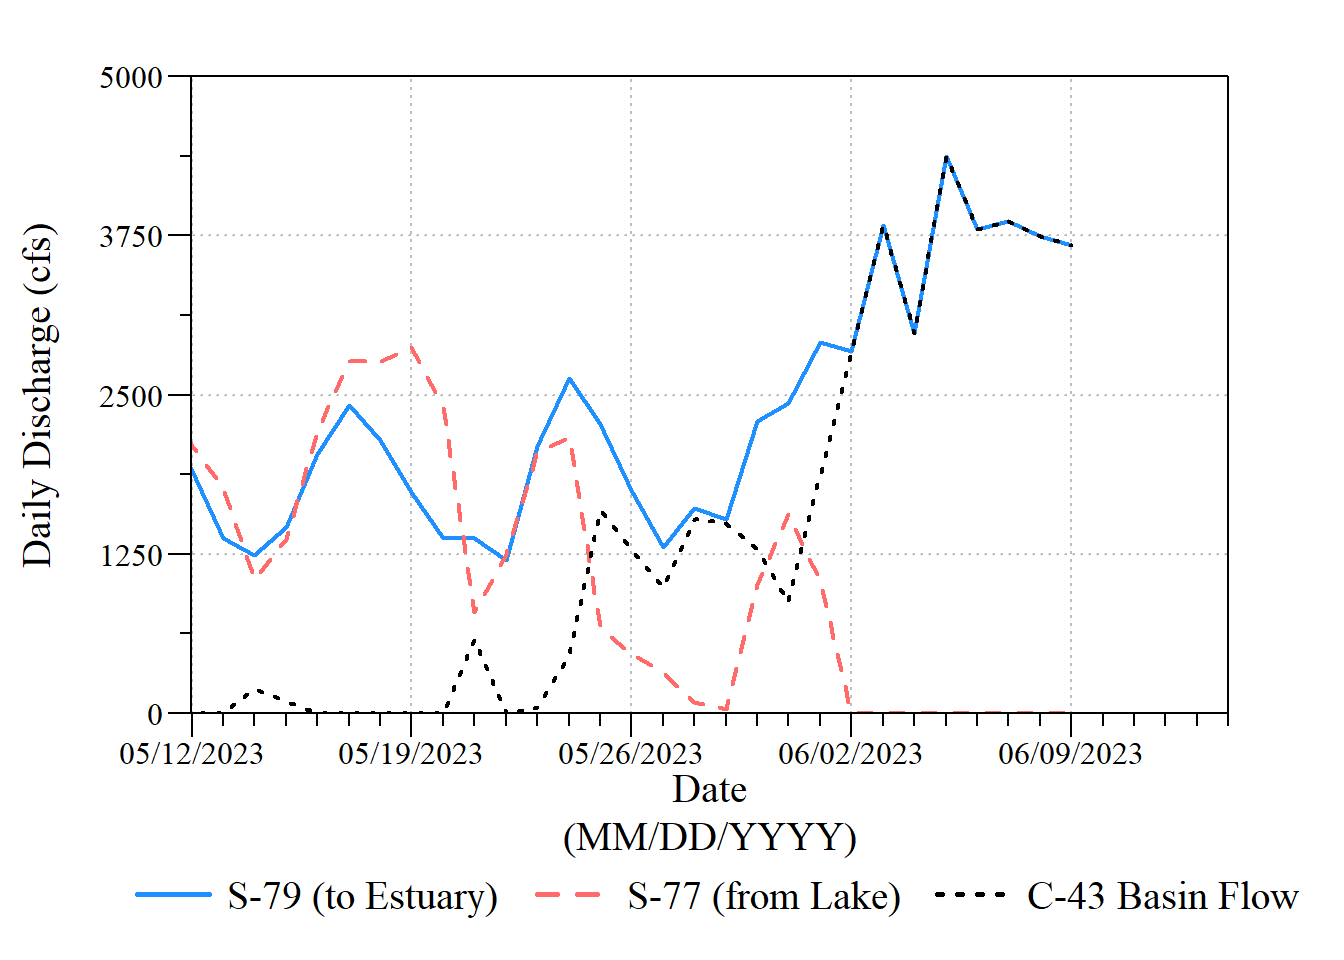 5000
3750
2500
1250
0
Daily Discharge (cfs)
05/12/2023 05/19/2023 05/26/2023 06/02/2023 06/09/2023
Date
(MM/DD/YYYY)
S-79 (to Estuary) S-77 (from Lake) C-43 Basin Flow